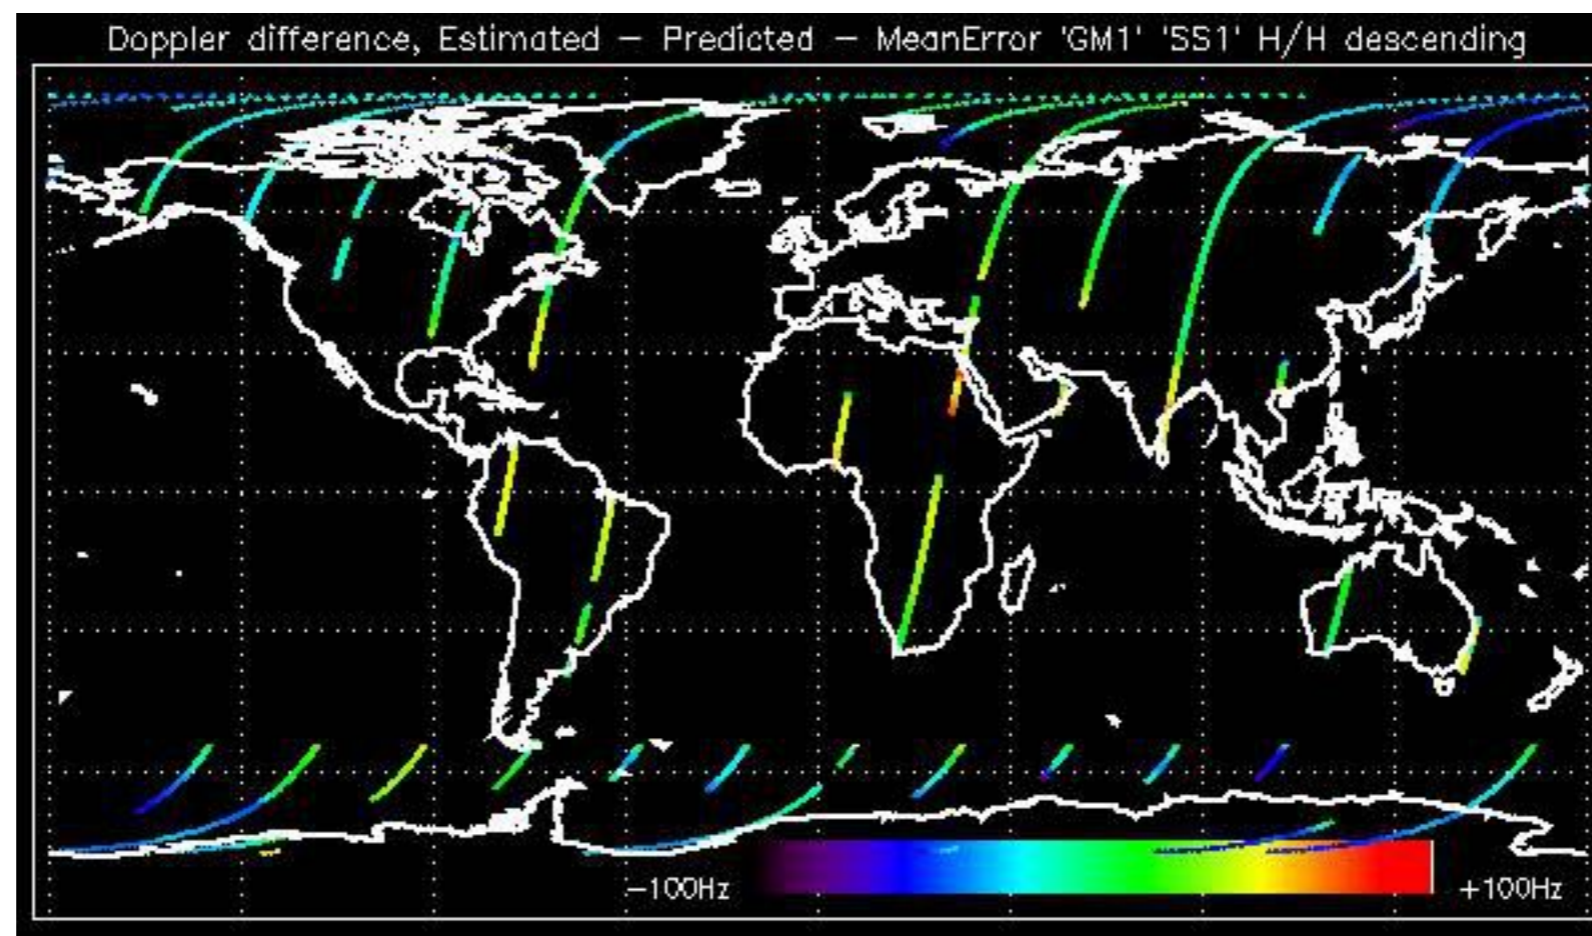 Doppler difference, Estimated – Predicted – MeanError 'GM1' 'SS1' H/H descending
–100Hz
+100Hz